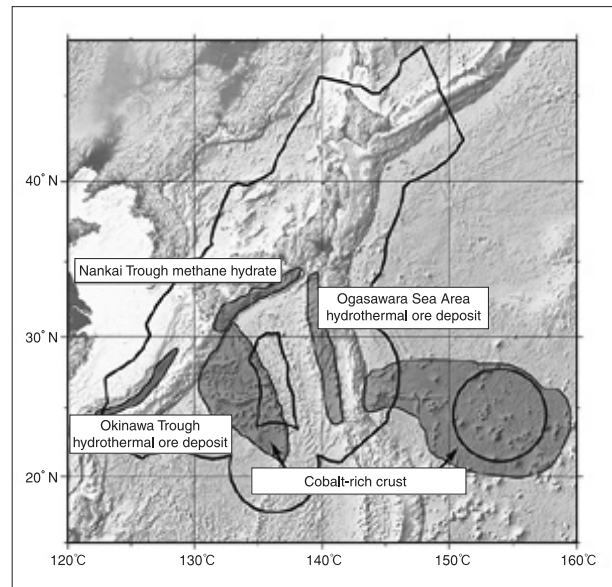 40°N
Nankai Trough methane hydrate
Ogasawara Sea Area
hydrothermal ore deposit
30°N
Okinawa Trough
hydrothermal ore deposit
Cobalt-rich crust
20°N
120°C
130°C
140°C
150°C
160°C